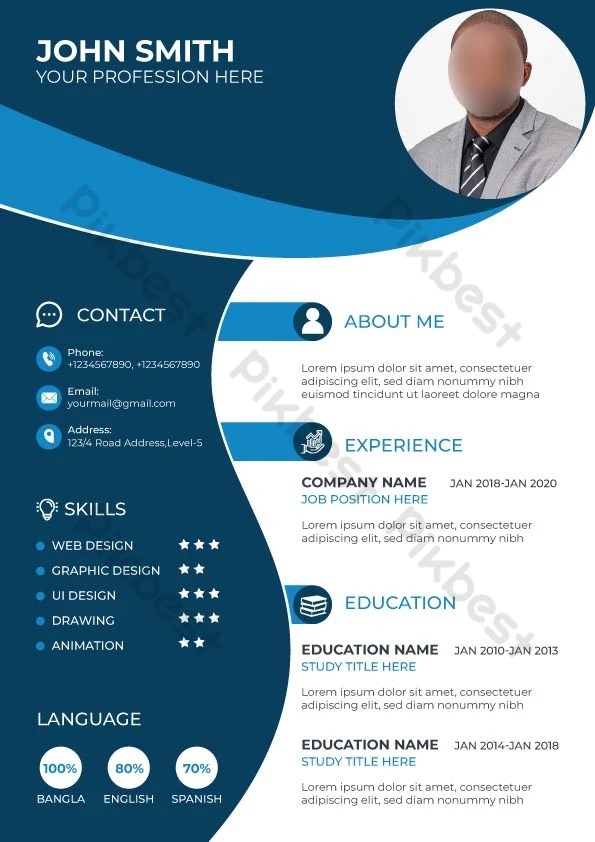 JOHN SMITH
YOUR PROFESSION HERE
CONTACT
Phone:
+1234567890, +1234567890
Email:
yourmail@gmail.com
Address:
123/4 Road Address,Level-5
SKILLS
WEB DESIGN
GRAPHIC DESIGN
UI DESIGN
DRAWING
ANIMATION
LANGUAGE
100% 80% 70%
BANGLA ENGLISH SPANISH
ABOUT ME
Lorem ipsum dolor sit amet, consectetuer
adipiscing elit, sed diam nonummy nibh
euismod tincidunt ut laoreet dolore magna
EXPERIENCE
COMPANY NAME JAN 2018-JAN 2020
JOB POSITION HERE
Lorem ipsum dolor sit amet, consectetuer
adipiscing elit, sed diam nonummy nibh
EDUCATION
EDUCATION NAME JAN 2010-JAN 2013
STUDY TITLE HERE
Lorem ipsum dolor sit amet, consectetuer
adipiscing elit, sed diam nonummy nibh
EDUCATION NAME JAN 2014-JAN 2018
STUDY TITLE HERE
Lorem ipsum dolor sit amet, consectetuer
adipiscing elit, sed diam nonummy nibh
pikbest
pikbest
pikbest
pikbest
pikbest